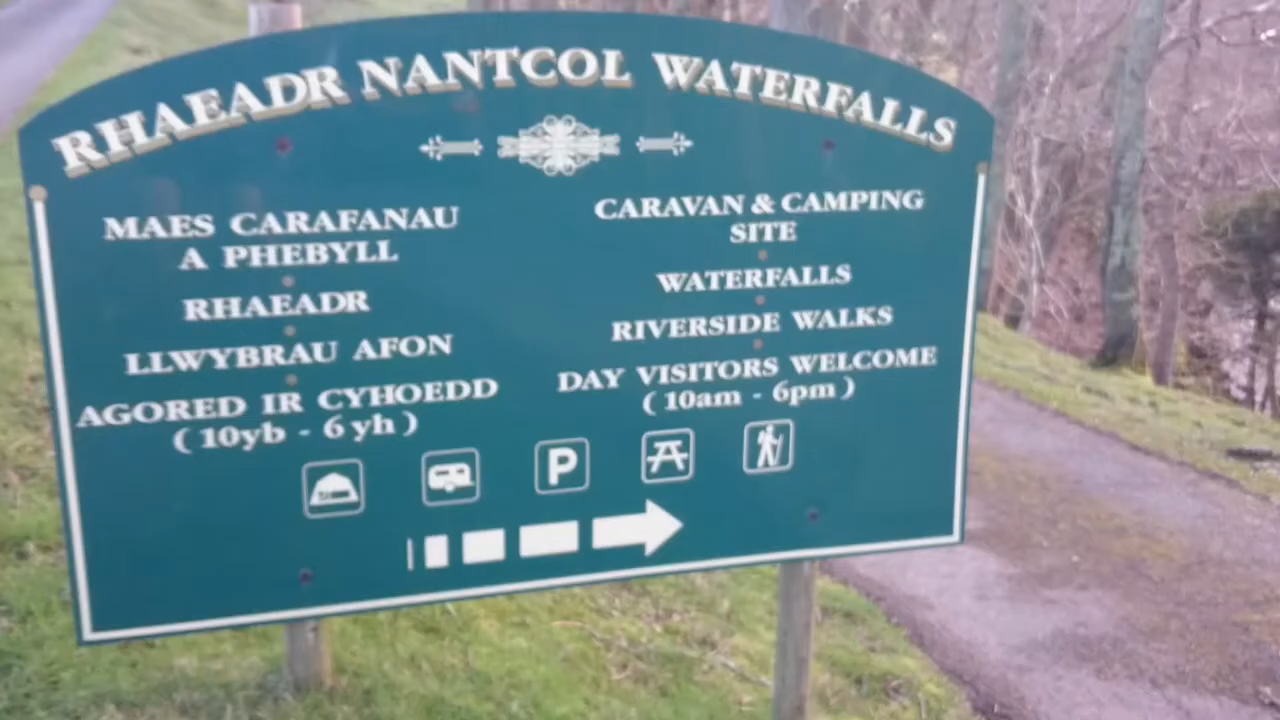 RHAEADR NANTCOL WATERFALLS
MAES CARAFANAU
A PHEBYLL
RHAEADR
LLWYBRAU AFON
AGORED IR CYHOEDD
( 10yb - 6 yh )
CARAVAN & CAMPING
SITE
WATERFALLS
RIVERSIDE WALKS
DAY VISITORS WELCOME
( 10am - 6pm )
P